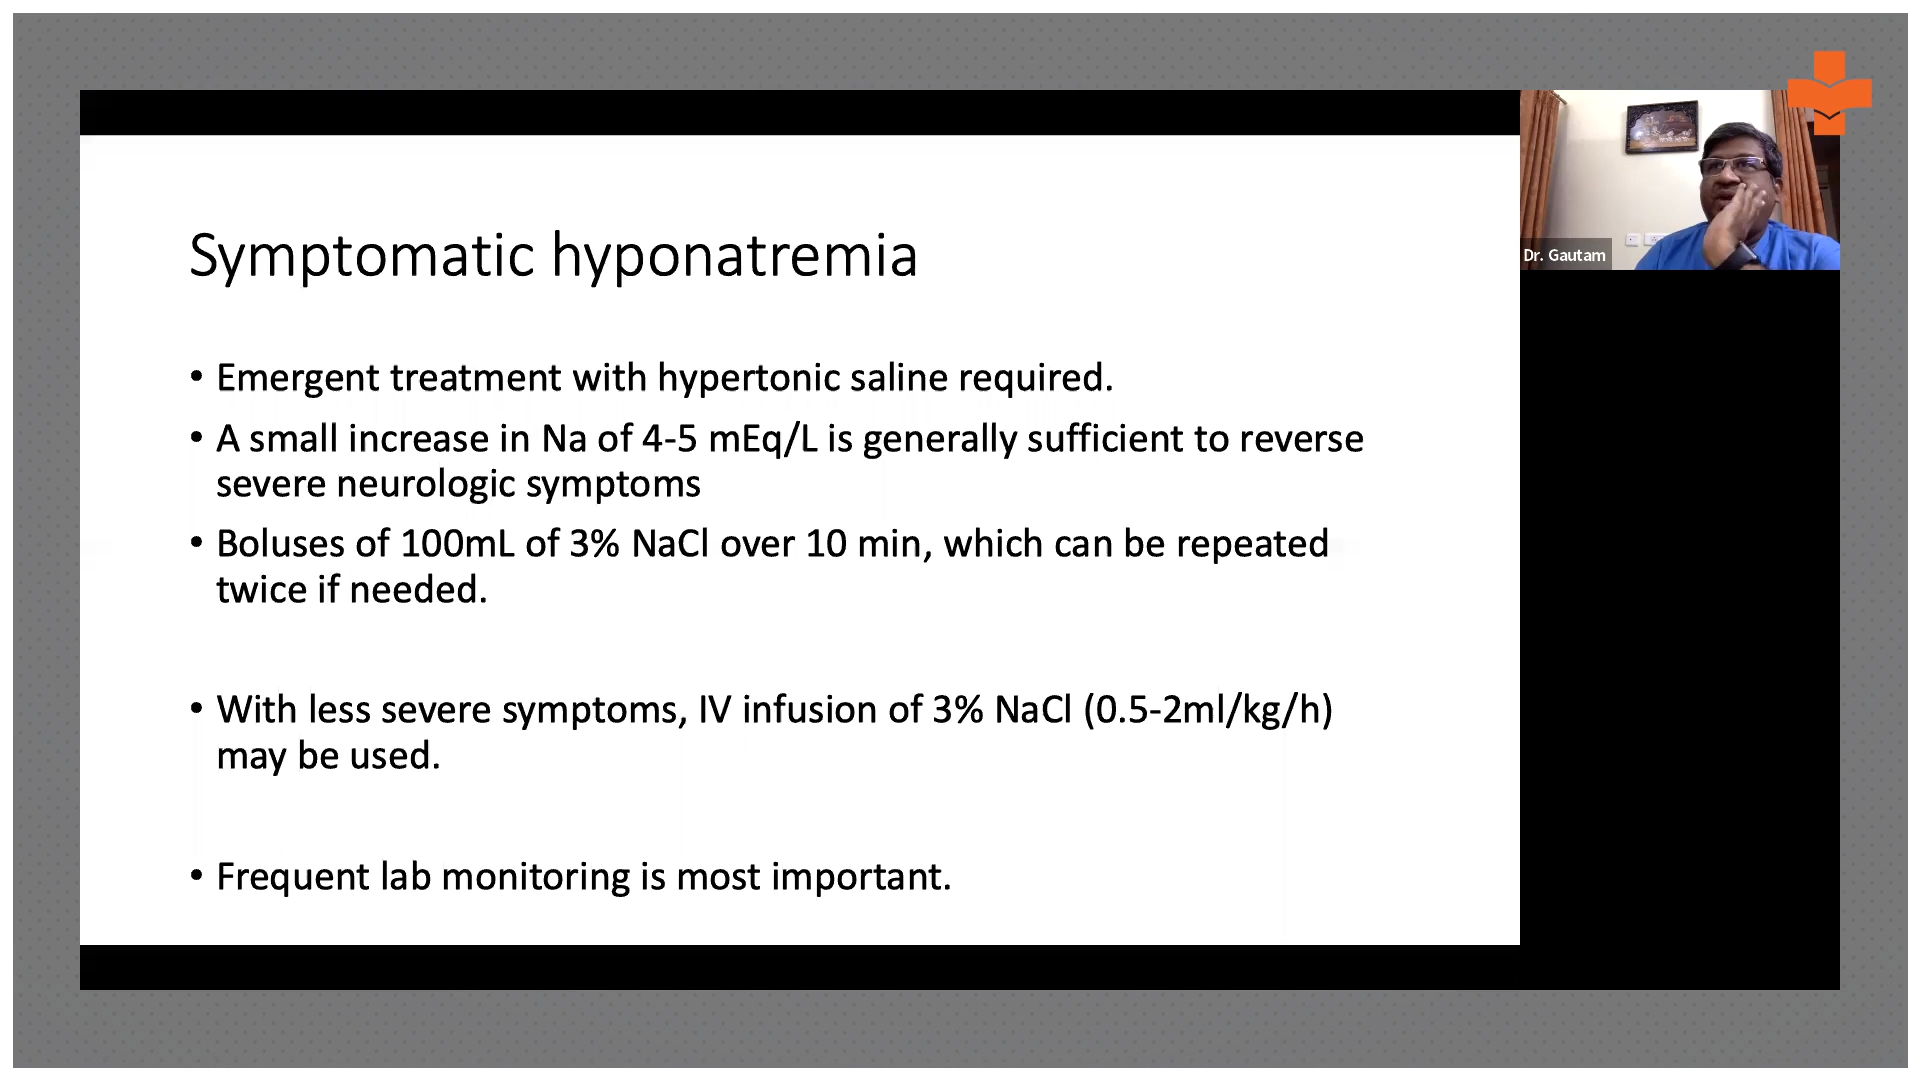 Symptomatic hyponatremia
• Emergent treatment with hypertonic saline required.
• A small increase in Na of 4-5 mEq/L is generally sufficient to reverse
severe neurologic symptoms
• Boluses of 100mL of 3% NaCl over 10 min, which can be repeated
twice if needed.
• With less severe symptoms, IV infusion of 3% NaCl (0.5-2ml/kg/h)
may be used.
• Frequent lab monitoring is most important.
Dr. Gautam